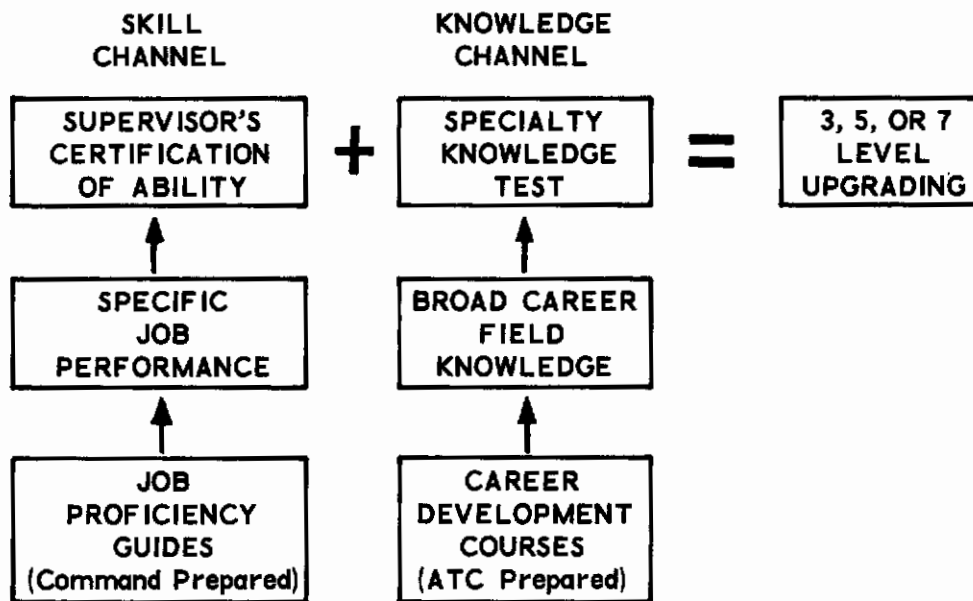 SKILL
CHANNEL
KNOWLEDGE
CHANNEL
SUPERVISOR'S
CERTIFICATION
OF ABILITY
+
SPECIALTY
KNOWLEDGE
TEST
=
3, 5, OR 7
LEVEL
UPGRADING
SPECIFIC
JOB
PERFORMANCE
BROAD CAREER
FIELD
KNOWLEDGE
JOB
PROFICIENCY
GUIDES
(Command Prepared)
CAREER
DEVELOPMENT
COURSES
(ATC Prepared)